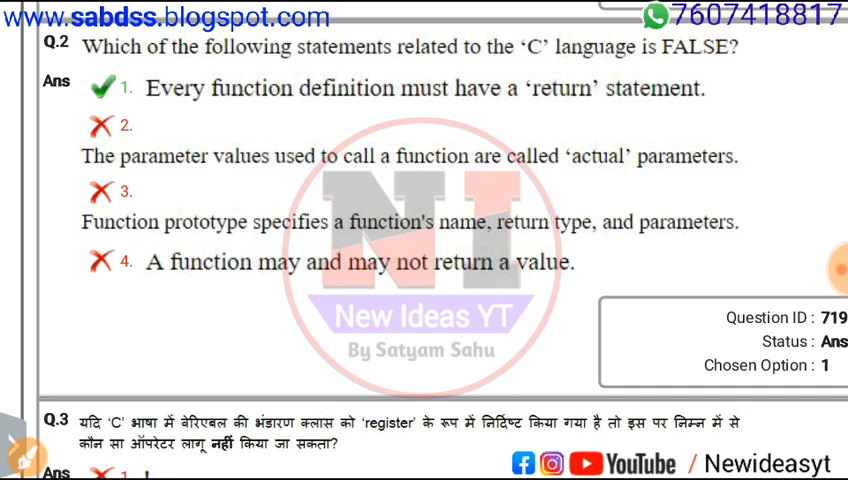 www.sabdss.blogspot.com
7607418817
Q.2 Which of the following statements related to the ‘C’ language is FALSE?
Ans 1. Every function definition must have a ‘return’ statement.
2.
The parameter values used to call a function are called ‘actual’ parameters.
3.
Function prototype specifies a function's name, return type, and parameters.
4. A function may and may not return a value.
NI
New Ideas YT
By Satyam Sahu
Question ID : 719
Status : Ans
Chosen Option : 1
Q.3 यदि ‘C’ भाषा में वेरिएबल की भंडारण क्लास को ‘register’ के रूप में निर्दिष्ट किया गया है तो इस पर निम्न में से
कौन सा ऑपरेटर लागू नहीं किया जा सकता?
Ans 1.
YouTube / Newideasyt